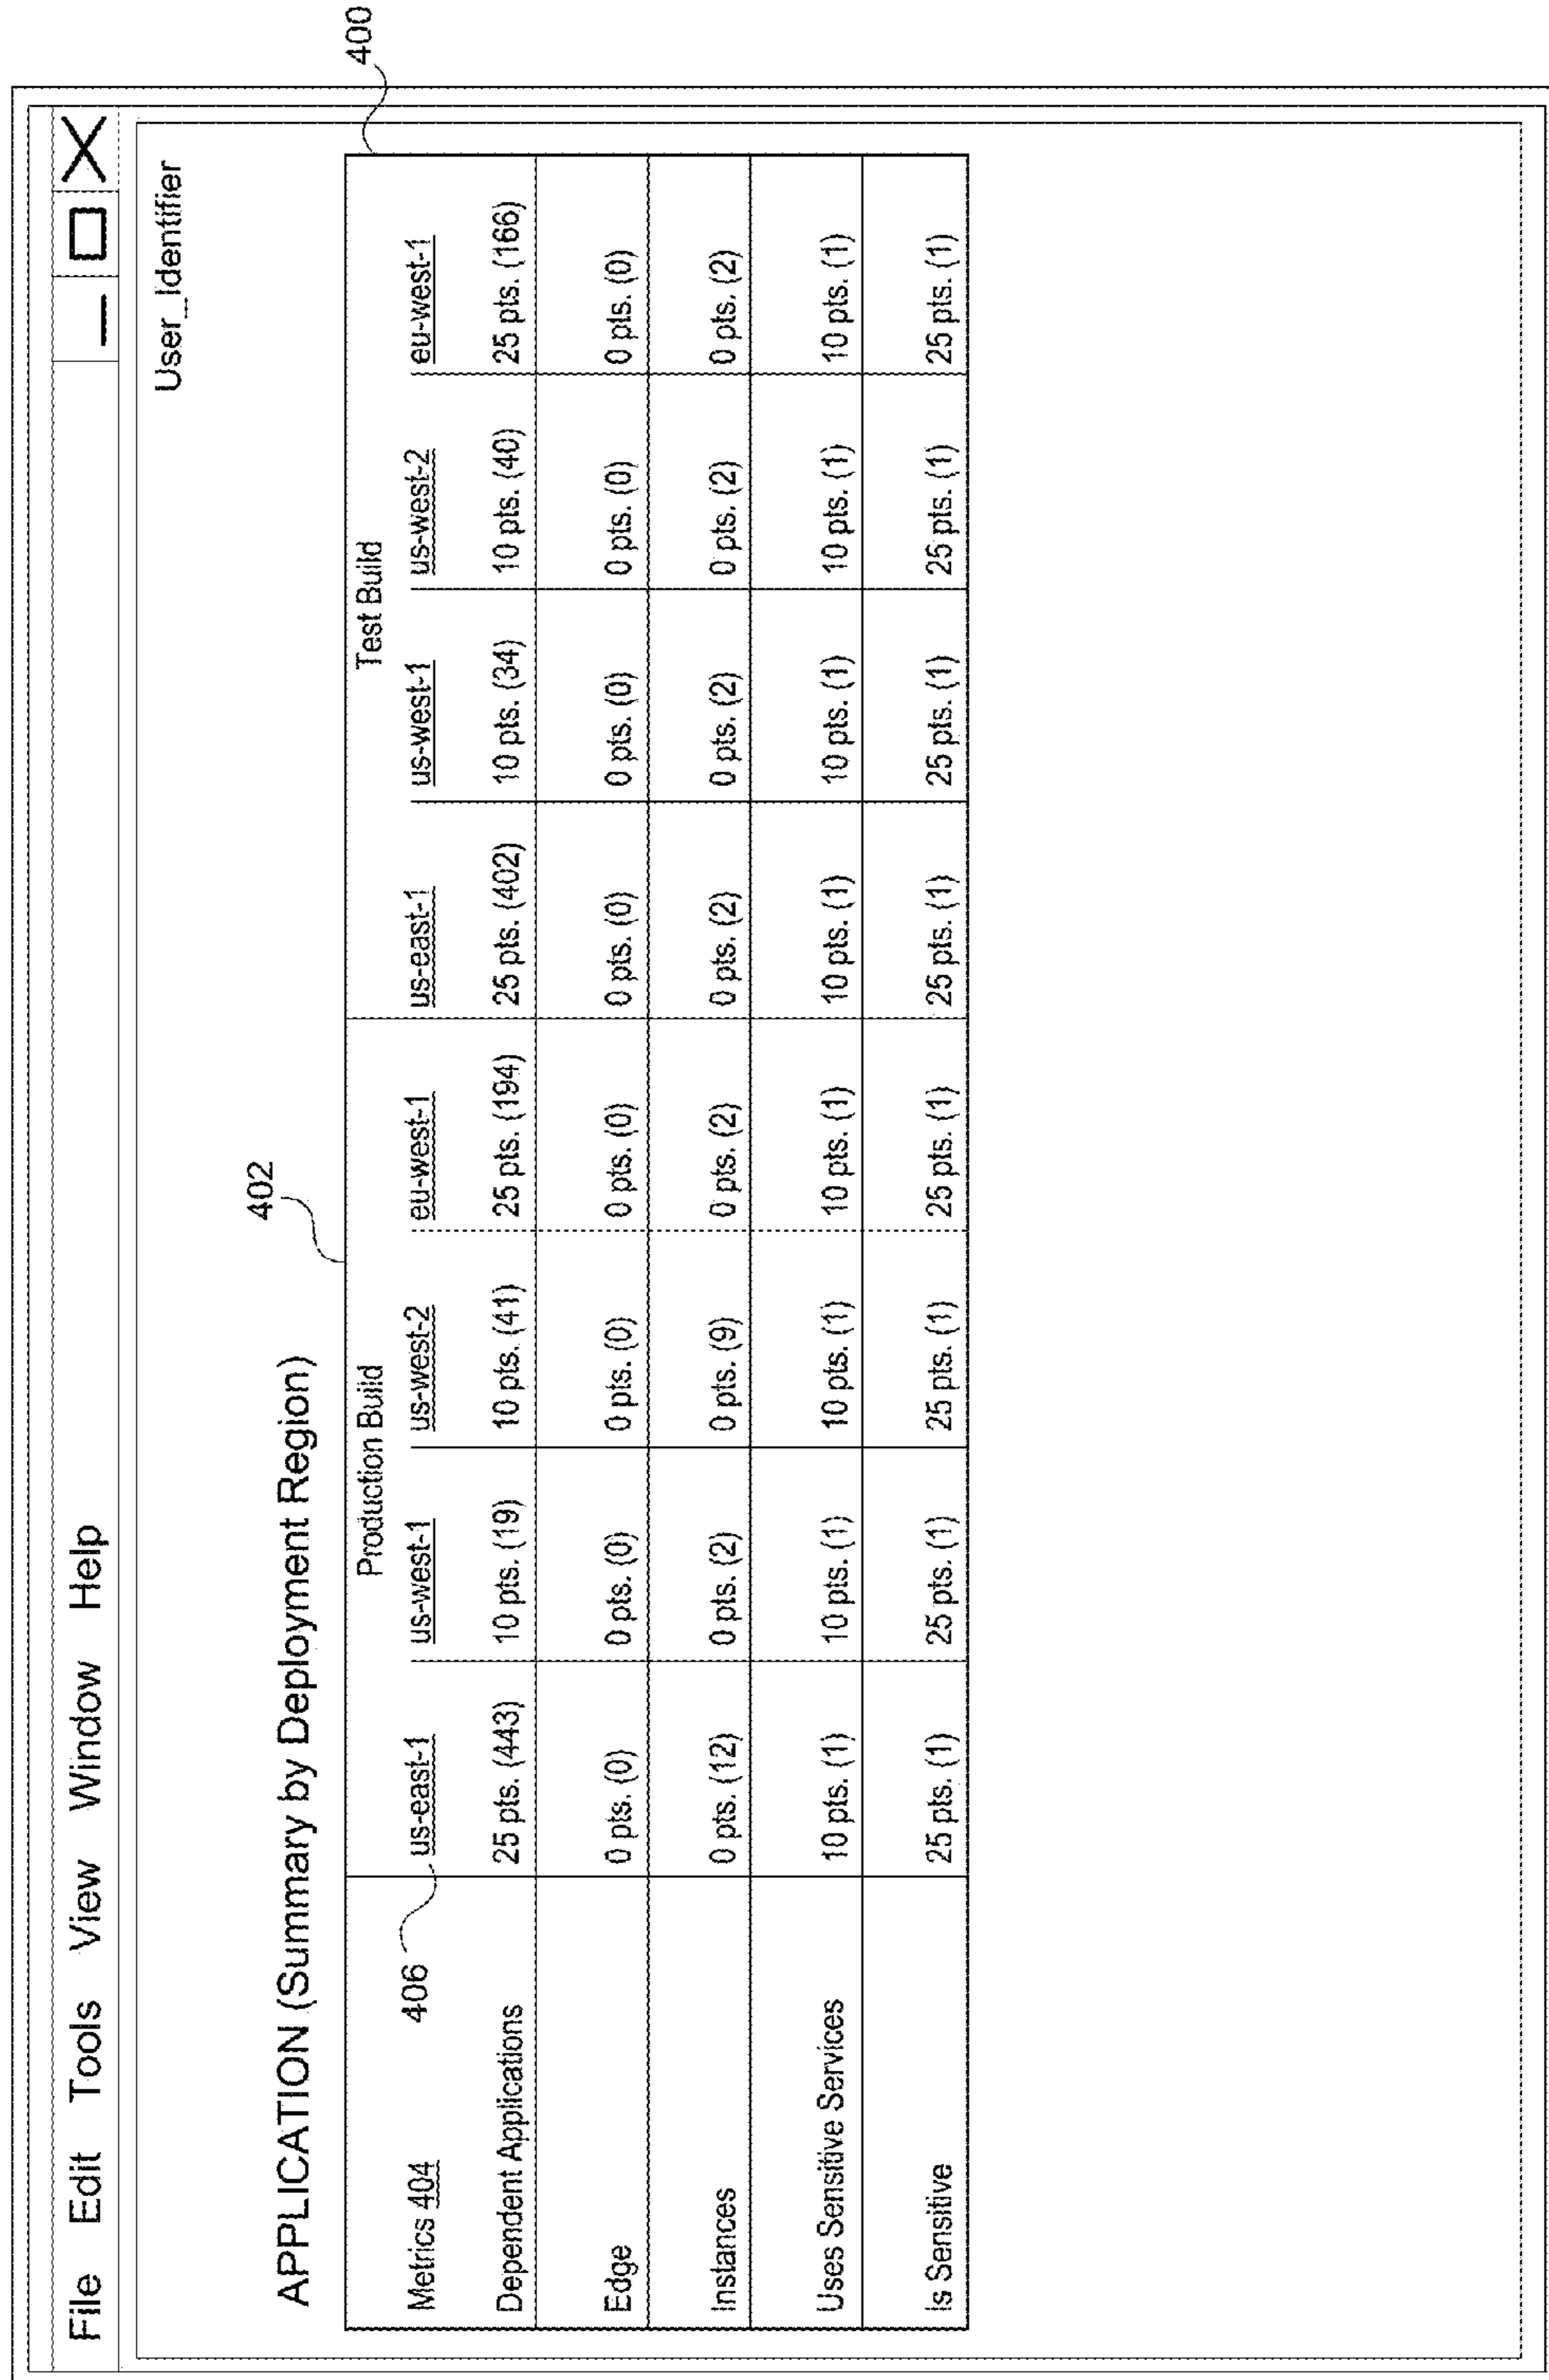 File Edit Tools View Window Help
User_Identifier
APPLICATION (Summary by Deployment Region)
402
400
Production Build Test Build
Metrics 404 406 us-east-1 us-west-1 us-west-2 eu-west-1 us-east-1 us-west-1 us-west-2 eu-west-1
Dependent Applications 25 pts. (443) 10 pts. (19) 10 pts. (41) 25 pts. (194) 25 pts. (402) 10 pts. (34) 10 pts. (40) 25 pts. (166)
Edge 0 pts. (0) 0 pts. (0) 0 pts. (0) 0 pts. (0) 0 pts. (0) 0 pts. (0) 0 pts. (0) 0 pts. (0)
Instances 0 pts. (12) 0 pts. (2) 0 pts. (9) 0 pts. (2) 0 pts. (2) 0 pts. (2) 0 pts. (2) 0 pts. (2)
Uses Sensitive Services 10 pts. (1) 10 pts. (1) 10 pts. (1) 10 pts. (1) 10 pts. (1) 10 pts. (1) 10 pts. (1) 10 pts. (1)
Is Sensitive 25 pts. (1) 25 pts. (1) 25 pts. (1) 25 pts. (1) 25 pts. (1) 25 pts. (1) 25 pts. (1) 25 pts. (1)